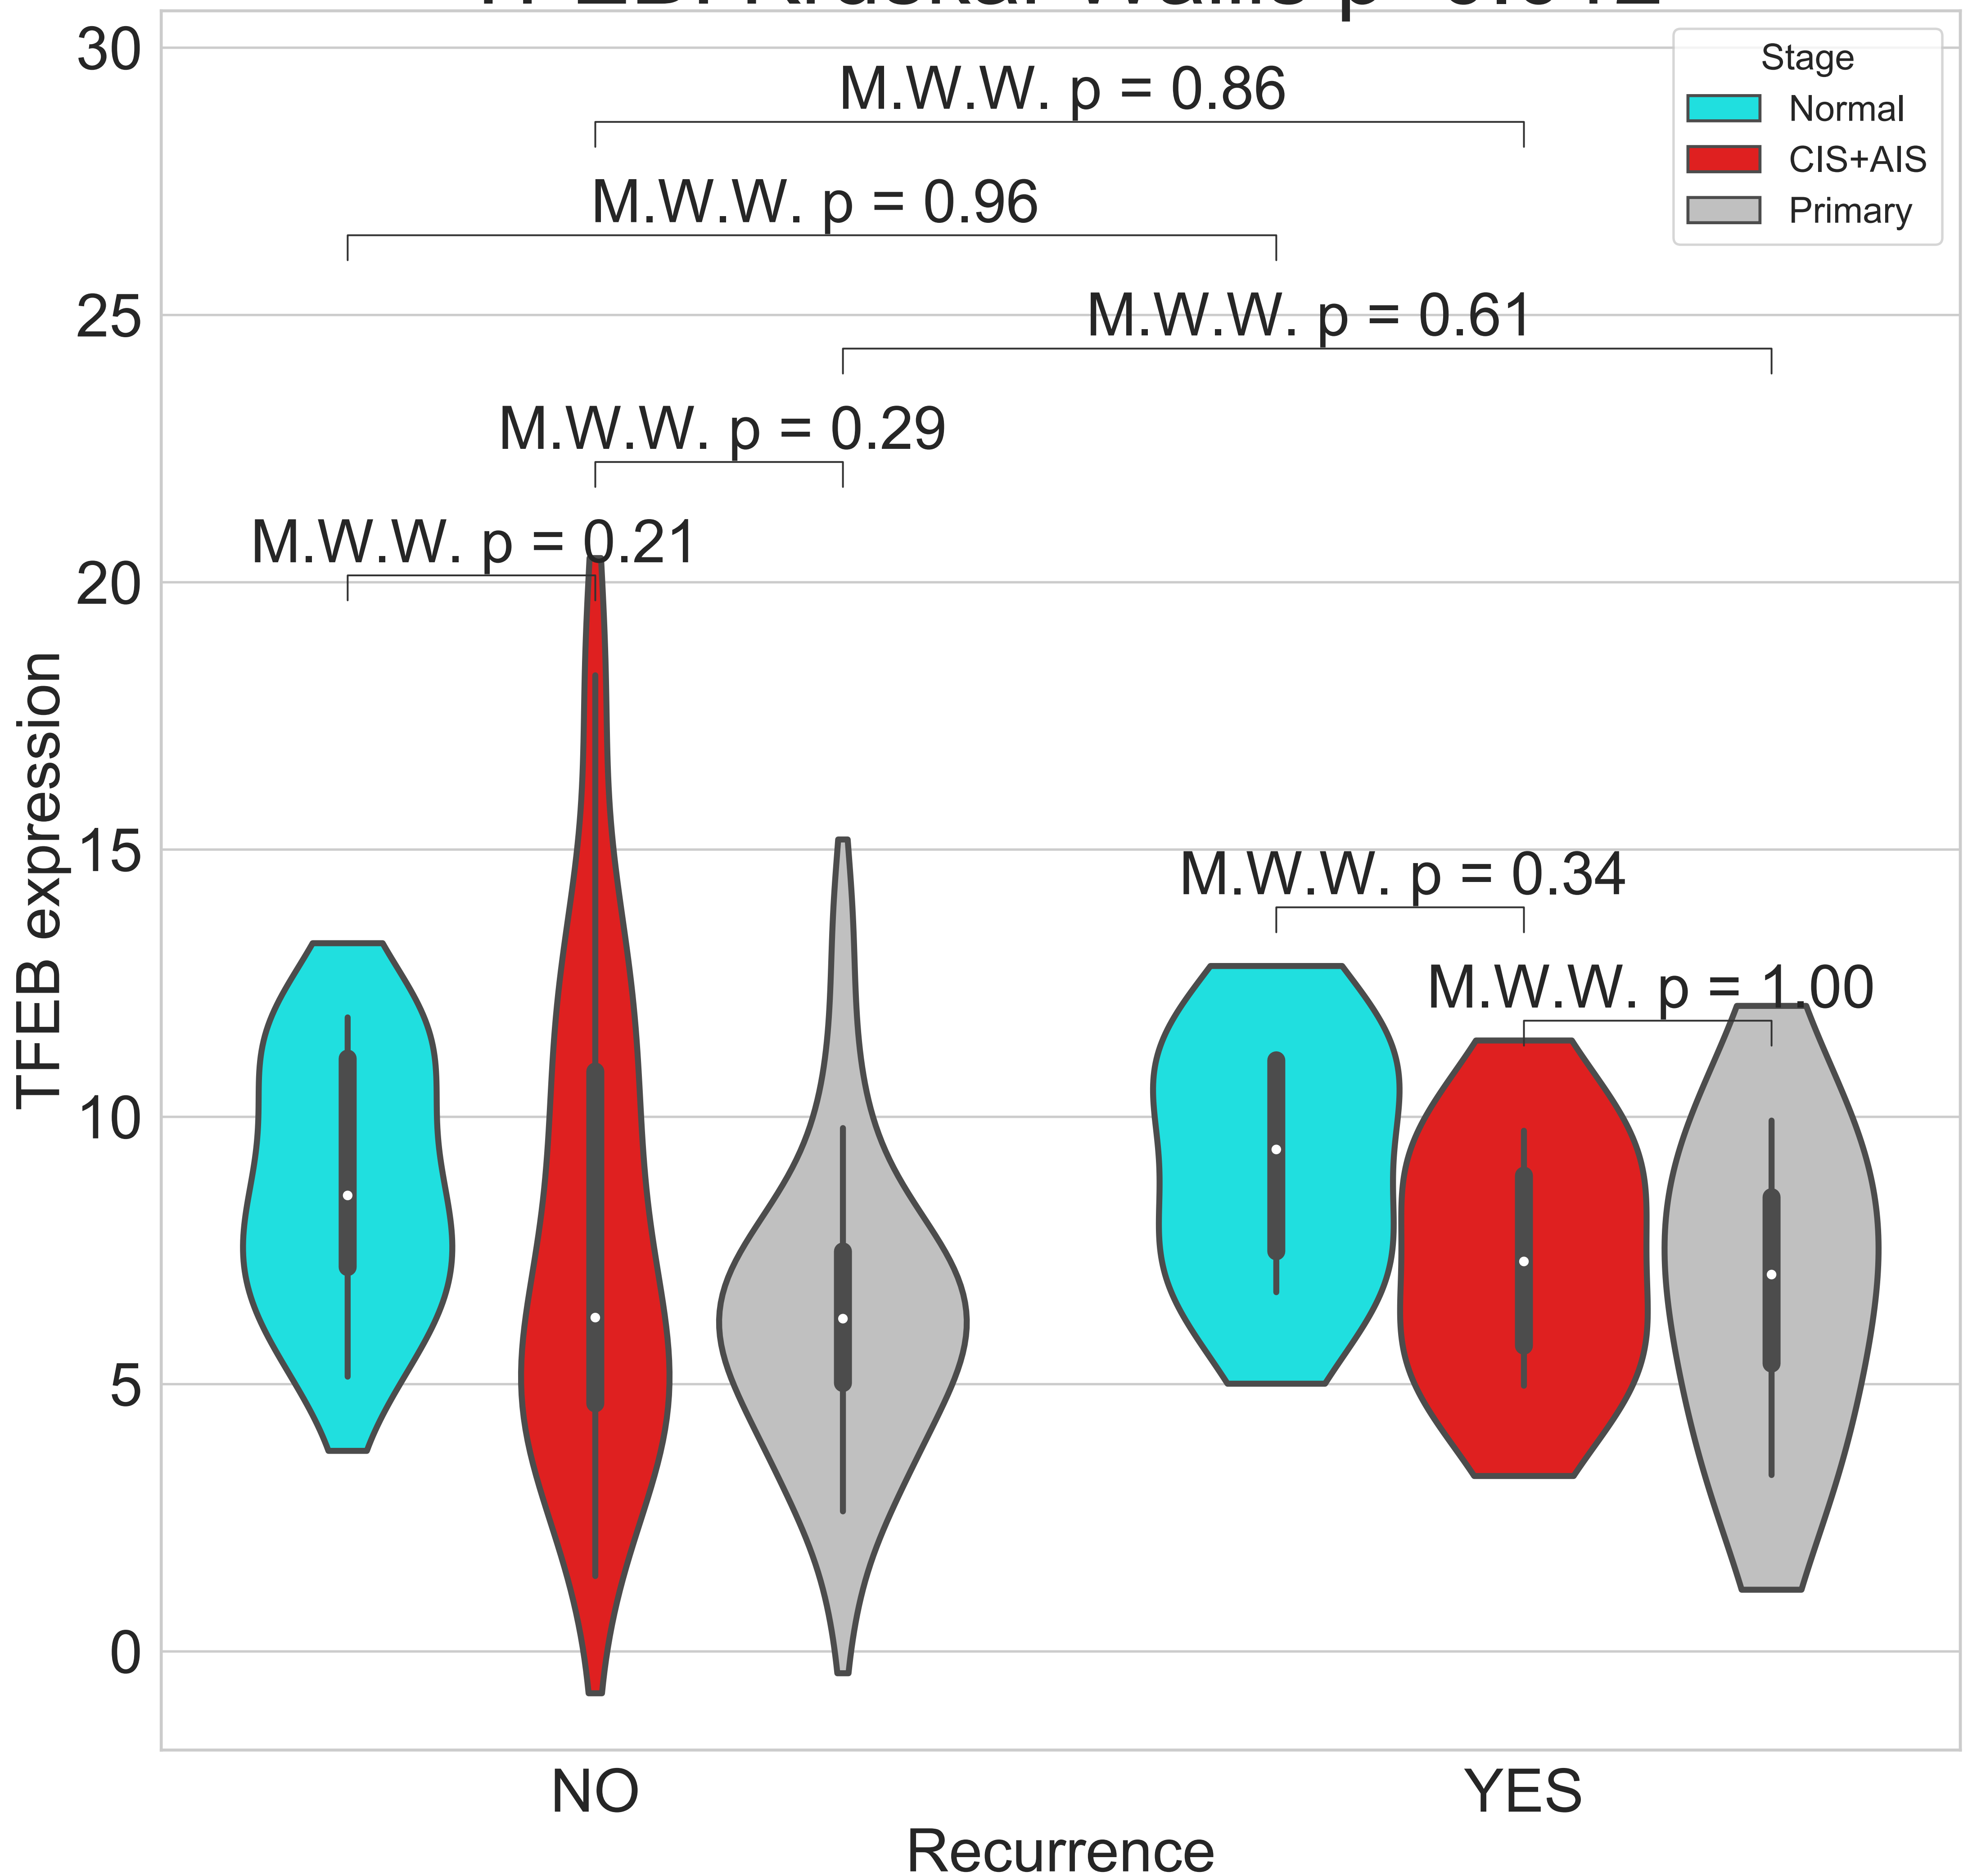 30
M.W.W. p = 0.86
Stage
Normal
CIS+AIS
Primary
M.W.W. p = 0.96
25
M.W.W. p = 0.61
M.W.W. p = 0.29
M.W.W. p = 0.21
20
15
M.W.W. p = 0.34
M.W.W. p = 1.00
10
5
0
TFEB expression
NO
YES
Recurrence